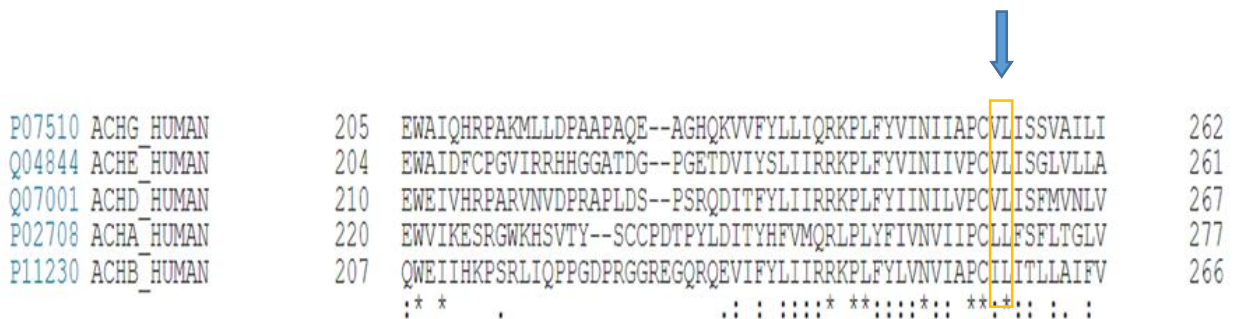 P07510 ACHG_HUMAN 205 EWAIQHRPAKMLLDPAAPAQE--AGHQKVVFYLLIQRKPLFYVINIIAPCVLISSVAILI 262
Q04844 ACHE_HUMAN 204 EWAIDFCPGVIRRHHGGATDG--PGETDVIYSLIIRRKPLFYVINIIVPCVLISGLVLLA 261
Q07001 ACHD_HUMAN 210 EWEIVHRPARVNVDPRAPLDS--PSRQDITFYLIIRRKPLFYIINILVPCVLISFMVNLV 267
P02708 ACHA_HUMAN 220 EWVIKESRGWKHSVTY--SCCPDTPYLDITYHFVMQRLPLYFIVNVIIPCLLFSFLTGLV 277
P11230 ACHB_HUMAN 207 QWEIIHKPSRLIQPPGDPRGGREGQRQEVIFYLIIRRKPLFYLVNVIAPCILITLLAIFV 266
:* *    .                  .: : ::::* **::::*:: **:*:: :. :